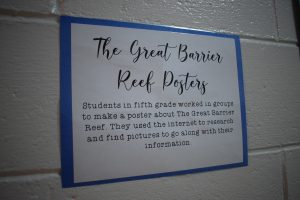 The Great Barrier
Reef Posters
Students in fifth grade worked in groups
to make a poster about The Great Barrier
Reef. They used the internet to research
and find pictures to go along with their
information